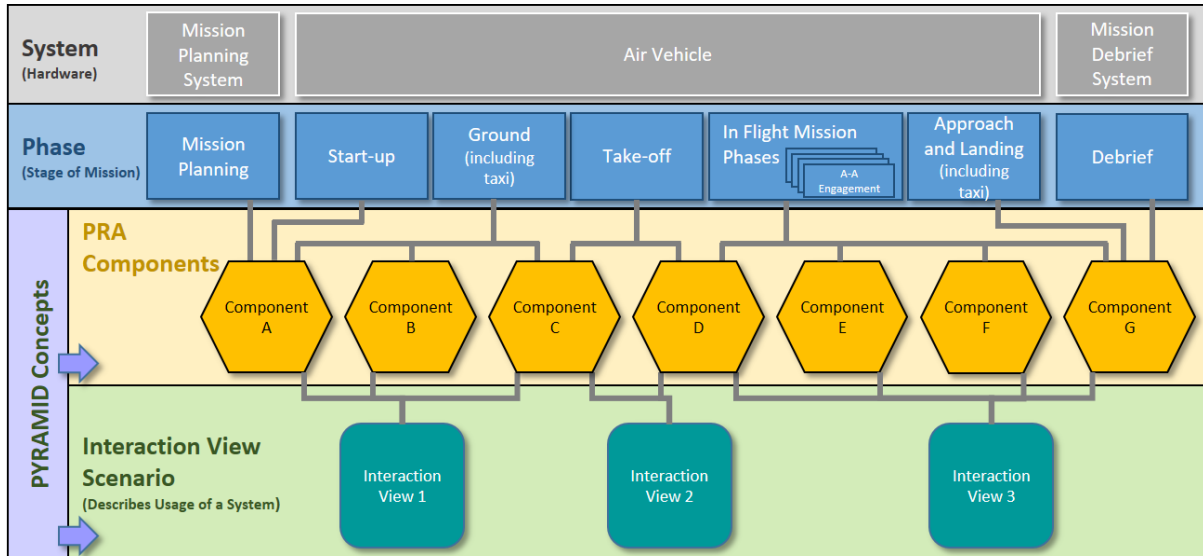 System
(Hardware)
Mission
Planning
System
Air Vehicle
Mission
Debrief
System
Phase
(Stage of Mission)
Mission
Planning
Start-up
Ground
(including
taxi)
Take-off
In Flight Mission
Phases
A-A
Engagement
Approach
and Landing
(including
taxi)
Debrief
PYRAMID Concepts
PRA
Components
Component
A
Component
B
Component
C
Component
D
Component
E
Component
F
Component
G
Interaction View
Scenario
(Describes Usage of a System)
Interaction
View 1
Interaction
View 2
Interaction
View 3